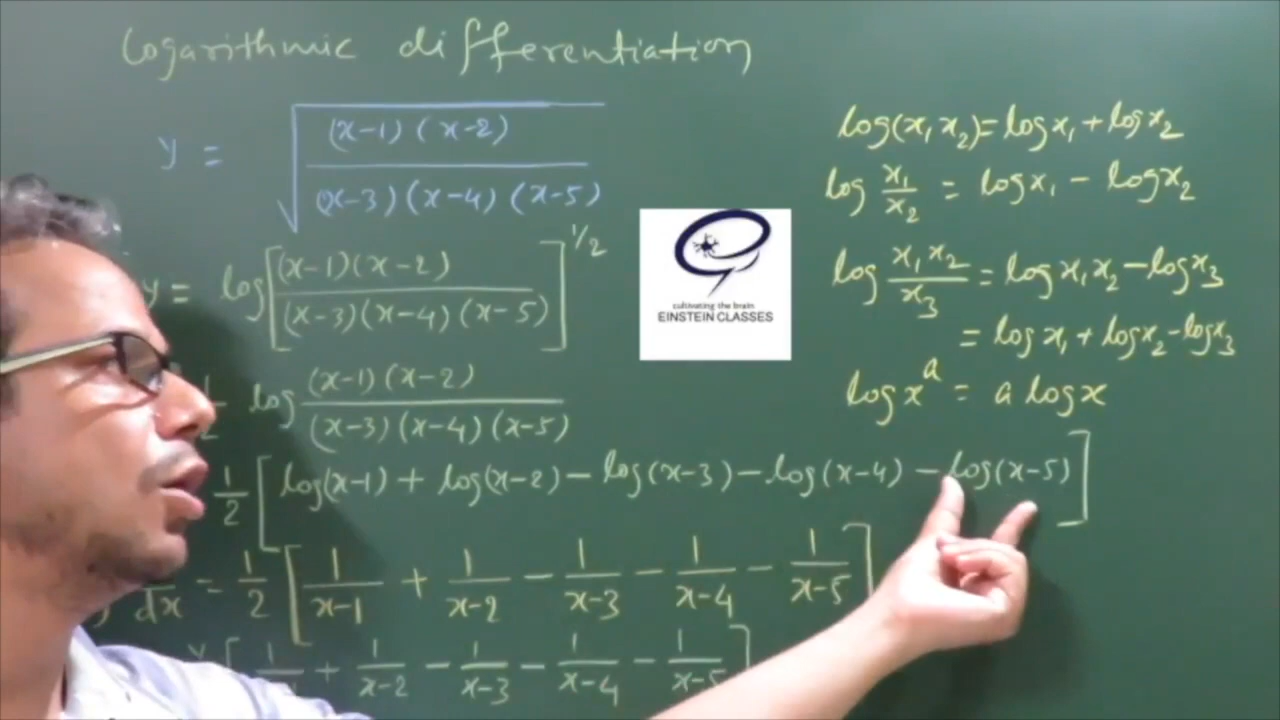 Logarithmic differentiation
y = √((x-1)(x-2) / (x-3)(x-4)(x-5))
y = log[(x-1)(x-2) / (x-3)(x-4)(x-5)]^1/2
log (x-1)(x-2) / (x-3)(x-4)(x-5)
1/2 [log(x-1) + log(x-2) - log(x-3) - log(x-4) - log(x-5)]
dx = 1/2 [1/(x-1) + 1/(x-2) - 1/(x-3) - 1/(x-4) - 1/(x-5)]
y [1 + 1/(x-2) - 1/(x-3) - 1/(x-4) - 1/(x-5)]
log(x₁x₂) = log x₁ + log x₂
log x₁/x₂ = log x₁ - log x₂
log x₁x₂/x₃ = log x₁x₂ - log x₃
= log x₁ + log x₂ - log x₃
log x^a = a log x
cultivating the brain
EINSTEIN CLASSES